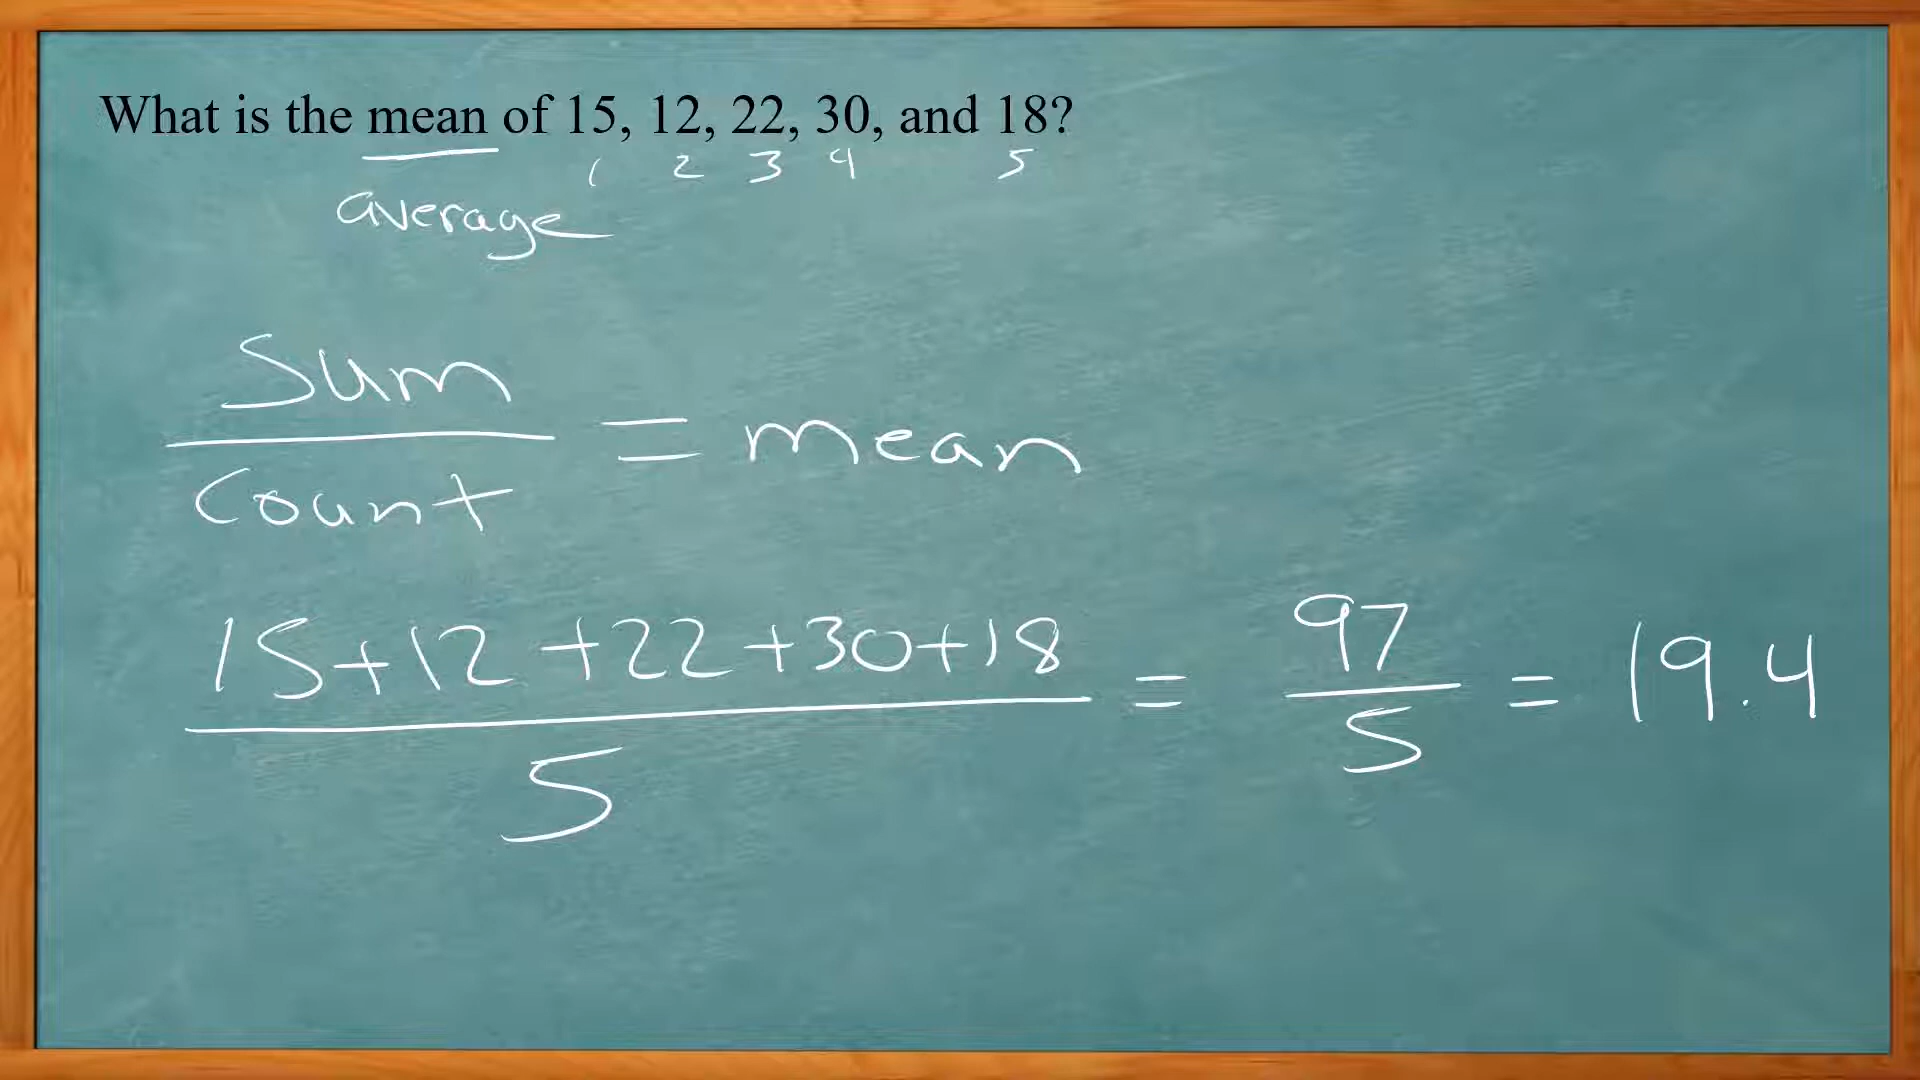 What is the mean of 15, 12, 22, 30, and 18?
1 2 3 4 5
average
Sum
= mean
Count
15+12+22+30+18
97
= = 19.4
5
5